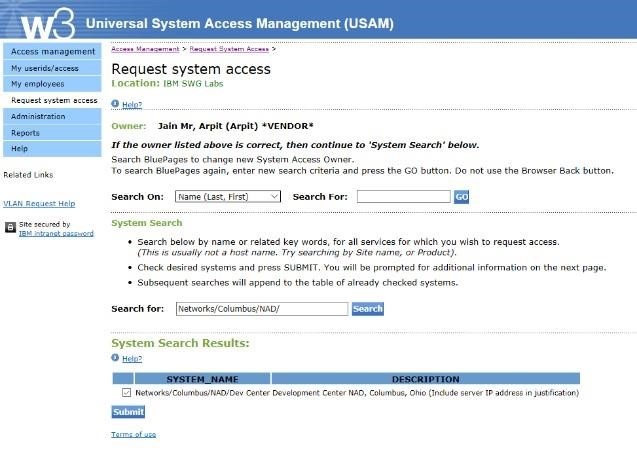 w3 Universal System Access Management (USAM)
Access management
My userids/access
My employees
Request system access
Administration
Reports
Help
Related Links
VLAN Request Help
Site secured by
IBM intranet password
Access Management > Request System Access >
Request system access
Location: IBM SWG Labs
Help?
Owner: Jain Mr, Arpit (Arpit) *VENDOR*
If the owner listed above is correct, then continue to 'System Search' below.
Search BluePages to change new System Access Owner.
To search BluePages again, enter new search criteria and press the GO button. Do not use the Browser Back button.
Search On: Name (Last, First) Search For: GO
System Search
• Search below by name or related key words, for all services for which you wish to request access.
(This is usually not a host name. Try searching by Site name, or Product).
• Check desired systems and press SUBMIT. You will be prompted for additional information on the next page.
• Subsequent searches will append to the table of already checked systems.
Search for: Networks/Columbus/NAD/ Search
System Search Results:
Help?
SYSTEM_NAME DESCRIPTION
Networks/Columbus/NAD/Dev Center Development Center NAD, Columbus, Ohio (Include server IP address in justification)
Submit
Terms of use